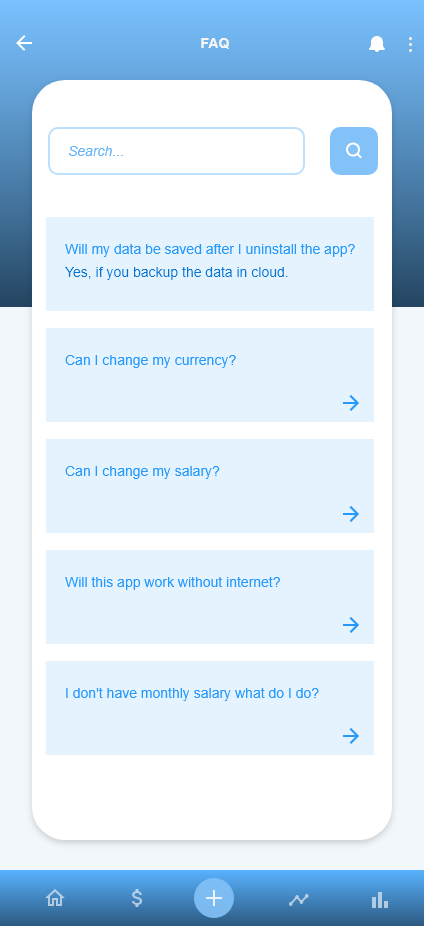 FAQ
Search...
Will my data be saved after I uninstall the app?
Yes, if you backup the data in cloud.
Can I change my currency?
Can I change my salary?
Will this app work without internet?
I don't have monthly salary what do I do?